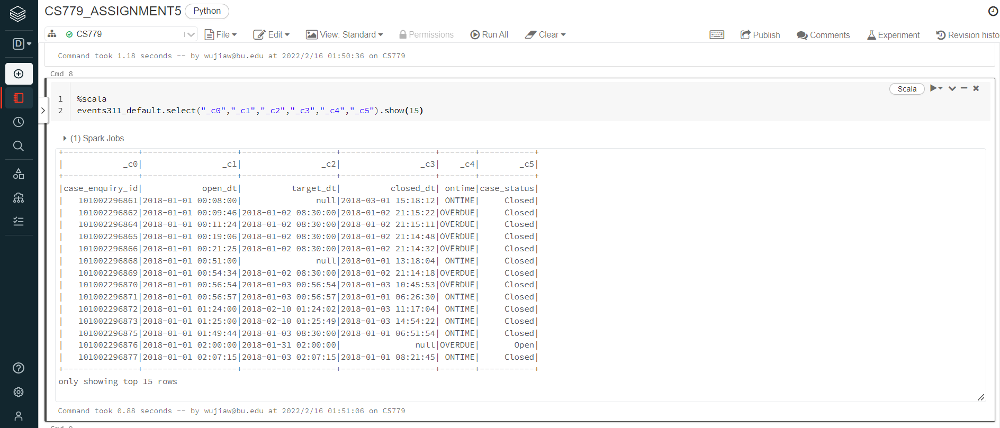 CS779_ASSIGNMENT5 Python
D CS779 File Edit View: Standard Permissions Run All Clear Publish Comments Experiment Revision histo
Command took 1.18 seconds -- by wujiaw@bu.edu at 2022/2/16 01:50:36 on CS779
Cmd 8
Scala
1 %scala
2 events311_default.select("_c0","_c1","_c2","_c3","_c4","_c5").show(15)
(1) Spark Jobs
+---------------+-------------------+-------------------+-------------------+-------+-----------+
|            _c0|                _c1|                _c2|                _c3|    _c4|        _c5|
+---------------+-------------------+-------------------+-------------------+-------+-----------+
|case_enquiry_id|            open_dt|          target_dt|          closed_dt| ontime|case_status|
|   101002296861|2018-01-01 00:08:00|               null|2018-03-01 15:18:12| ONTIME|     Closed|
|   101002296862|2018-01-01 00:09:46|2018-01-02 08:30:00|2018-01-02 21:15:22|OVERDUE|     Closed|
|   101002296864|2018-01-01 00:11:24|2018-01-02 08:30:00|2018-01-02 21:15:11|OVERDUE|     Closed|
|   101002296865|2018-01-01 00:19:06|2018-01-02 08:30:00|2018-01-02 21:14:48|OVERDUE|     Closed|
|   101002296866|2018-01-01 00:21:25|2018-01-02 08:30:00|2018-01-02 21:14:32|OVERDUE|     Closed|
|   101002296868|2018-01-01 00:51:00|               null|2018-01-01 13:18:04| ONTIME|     Closed|
|   101002296869|2018-01-01 00:54:34|2018-01-02 08:30:00|2018-01-02 21:14:18|OVERDUE|     Closed|
|   101002296870|2018-01-01 00:56:54|2018-01-03 00:56:54|2018-01-03 10:45:53|OVERDUE|     Closed|
|   101002296871|2018-01-01 00:56:57|2018-01-03 00:56:57|2018-01-01 06:26:30| ONTIME|     Closed|
|   101002296872|2018-01-01 01:24:00|2018-02-10 01:24:02|2018-01-03 11:17:04| ONTIME|     Closed|
|   101002296873|2018-01-01 01:25:00|2018-02-10 01:25:49|2018-01-03 14:54:22| ONTIME|     Closed|
|   101002296875|2018-01-01 01:49:44|2018-01-03 08:30:00|2018-01-01 06:51:54| ONTIME|     Closed|
|   101002296876|2018-01-01 02:00:00|2018-01-31 02:00:00|               null|OVERDUE|       Open|
|   101002296877|2018-01-01 02:07:15|2018-01-03 02:07:15|2018-01-01 08:21:45| ONTIME|     Closed|
+---------------+-------------------+-------------------+-------------------+-------+-----------+
only showing top 15 rows
Command took 0.88 seconds -- by wujiaw@bu.edu at 2022/2/16 01:51:06 on CS779